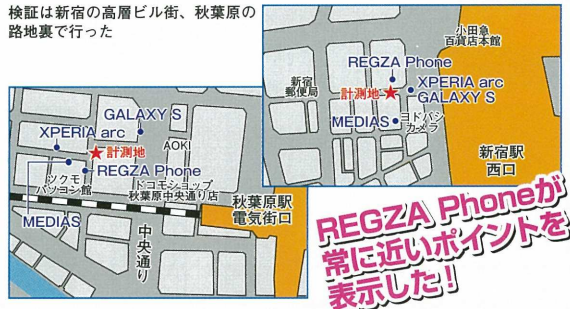 検証は新宿の高層ビル街、秋葉原の
路地裏で行った
小田急
百貨店本館
REGZA Phone
新宿
郵便局
計測地
XPERIA arc
GALAXY S
MEDIAS
ヨドバシ
カメラ
新宿駅
西口
GALAXY S
XPERIA arc
AOKI
計測地
REGZA Phone
ツクモ
パソコン館
ドコモショップ
秋葉原中央通り店
MEDIAS
秋葉原駅
電気街口
中央通り
REGZA Phoneが
常に近いポイントを
表示した!